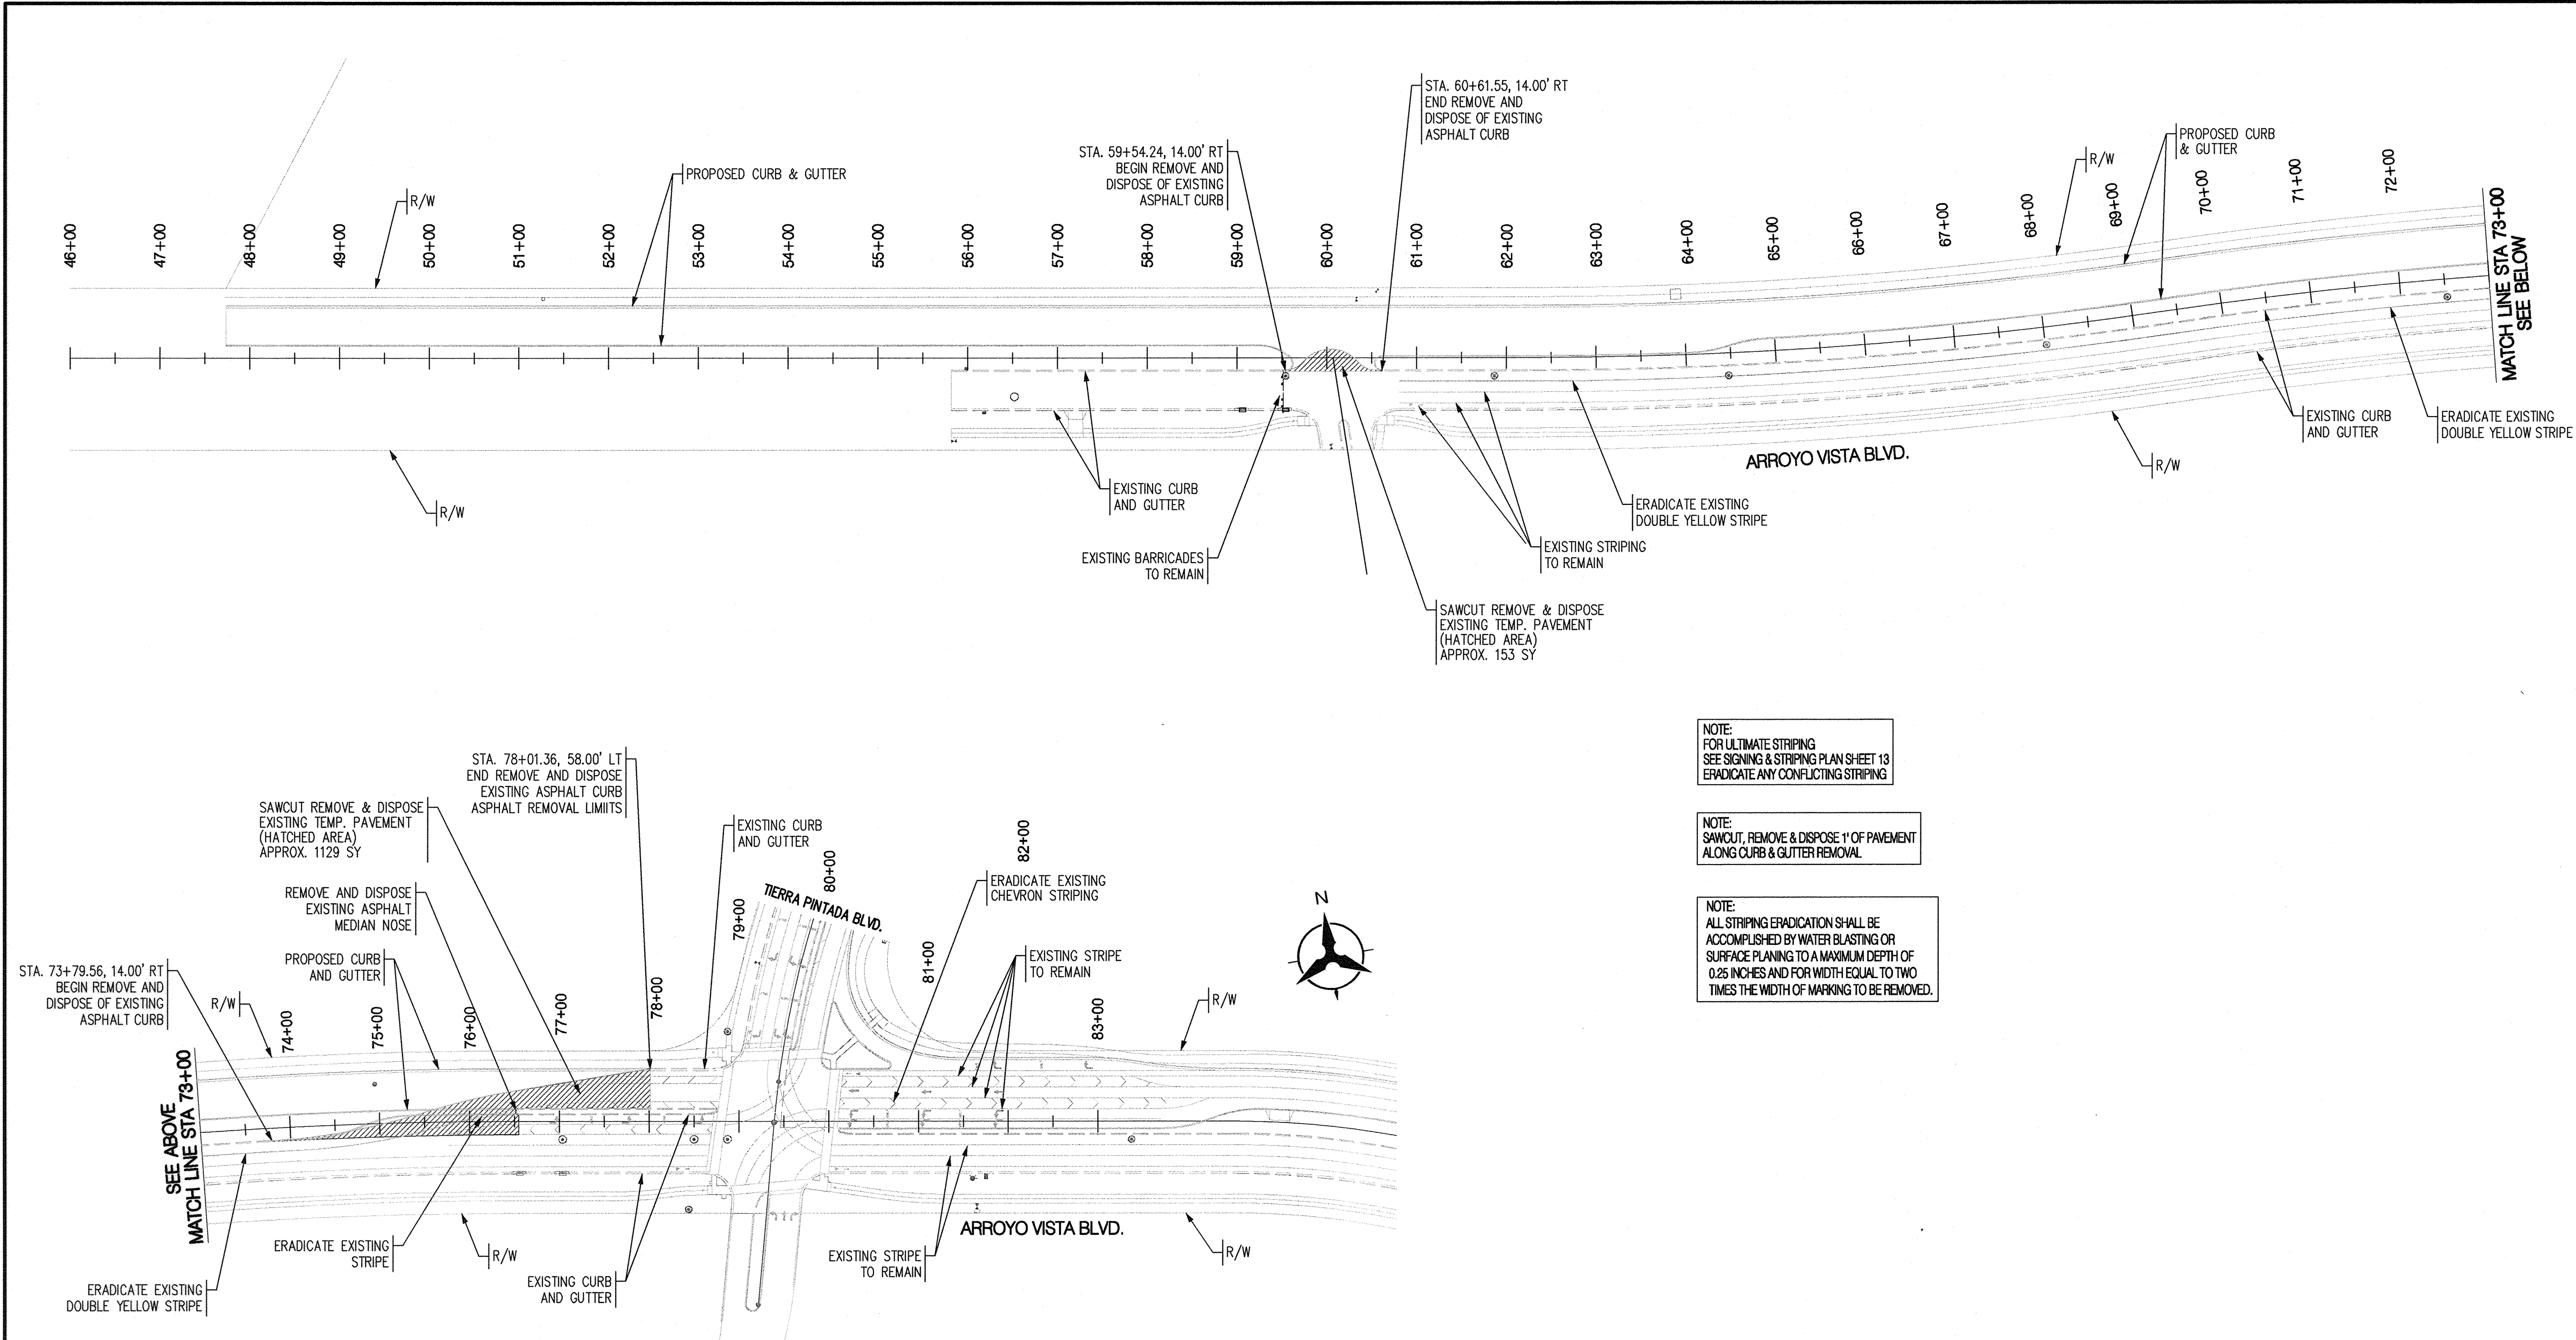 STA. 60+61.55, 14.00' RT
END REMOVE AND
DISPOSE OF EXISTING
ASPHALT CURB
STA. 59+54.24, 14.00' RT
BEGIN REMOVE AND
DISPOSE OF EXISTING
ASPHALT CURB
PROPOSED CURB & GUTTER
R/W
PROPOSED CURB
& GUTTER
R/W
46+00
47+00
48+00
49+00
50+00
51+00
52+00
53+00
54+00
55+00
56+00
57+00
58+00
59+00
60+00
61+00
62+00
63+00
64+00
65+00
66+00
67+00
68+00
69+00
70+00
71+00
72+00
MATCH LINE STA 73+00
SEE BELOW
EXISTING CURB
AND GUTTER
ERADICATE EXISTING
DOUBLE YELLOW STRIPE
ARROYO VISTA BLVD.
R/W
R/W
EXISTING CURB
AND GUTTER
ERADICATE EXISTING
DOUBLE YELLOW STRIPE
EXISTING STRIPING
TO REMAIN
EXISTING BARRICADES
TO REMAIN
SAWCUT REMOVE & DISPOSE
EXISTING TEMP. PAVEMENT
(HATCHED AREA)
APPROX. 153 SY
NOTE:
FOR ULTIMATE STRIPING
SEE SIGNING & STRIPING PLAN SHEET 13
ERADICATE ANY CONFLICTING STRIPING
NOTE:
SAWCUT, REMOVE & DISPOSE 1' OF PAVEMENT
ALONG CURB & GUTTER REMOVAL
NOTE:
ALL STRIPING ERADICATION SHALL BE
ACCOMPLISHED BY WATER BLASTING OR
SURFACE PLANING TO A MAXIMUM DEPTH OF
0.25 INCHES AND FOR WIDTH EQUAL TO TWO
TIMES THE WIDTH OF MARKING TO BE REMOVED.
STA. 78+01.36, 58.00' LT
END REMOVE AND DISPOSE
EXISTING ASPHALT CURB
ASPHALT REMOVAL LIMIITS
SAWCUT REMOVE & DISPOSE
EXISTING TEMP. PAVEMENT
(HATCHED AREA)
APPROX. 1129 SY
EXISTING CURB
AND GUTTER
REMOVE AND DISPOSE
EXISTING ASPHALT
MEDIAN NOSE
ERADICATE EXISTING
CHEVRON STRIPING
TIERRA PINTADA BLVD.
N
PROPOSED CURB
AND GUTTER
EXISTING STRIPE
TO REMAIN
STA. 73+79.56, 14.00' RT
BEGIN REMOVE AND
DISPOSE OF EXISTING
ASPHALT CURB
R/W
R/W
74+00
75+00
76+00
77+00
78+00
79+00
80+00
81+00
82+00
83+00
SEE ABOVE
MATCH LINE STA 73+00
ARROYO VISTA BLVD.
ERADICATE EXISTING
STRIPE
R/W
EXISTING STRIPE
TO REMAIN
R/W
EXISTING CURB
AND GUTTER
ERADICATE EXISTING
DOUBLE YELLOW STRIPE